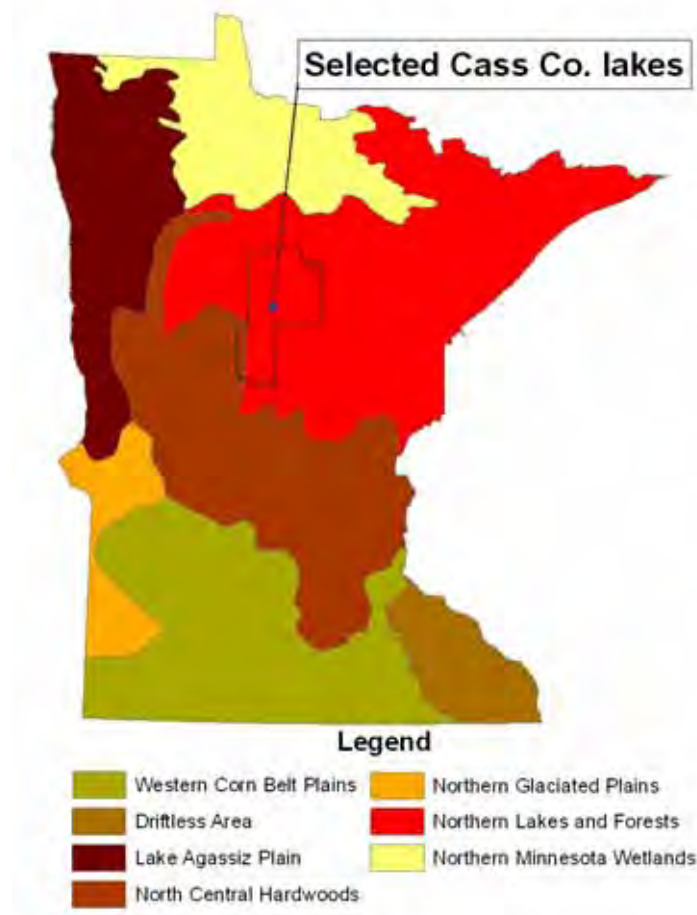 Selected Cass Co. lakes
Legend
Western Corn Belt Plains
Northern Glaciated Plains
Driftless Area
Northern Lakes and Forests
Lake Agassiz Plain
Northern Minnesota Wetlands
North Central Hardwoods